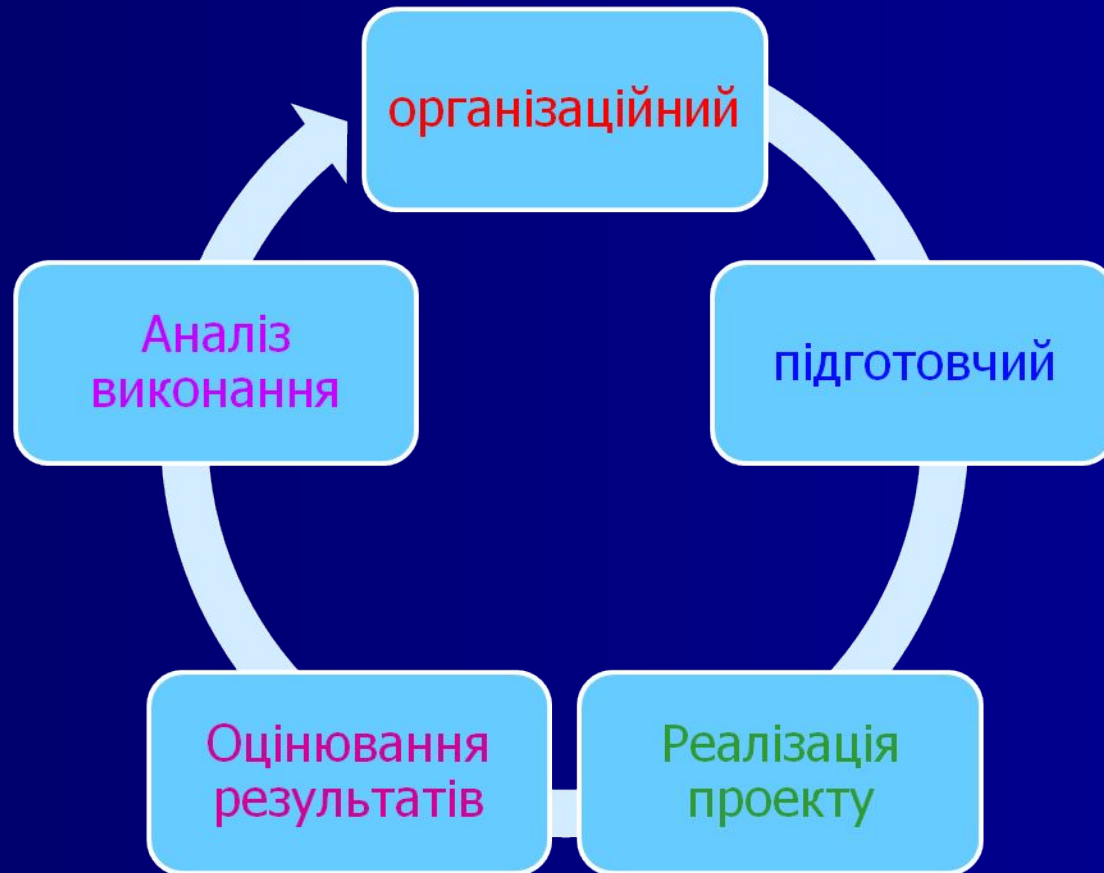 організаційний
підготовчий
Реалізація
проекту
Оцінювання
результатів
Аналіз
виконання